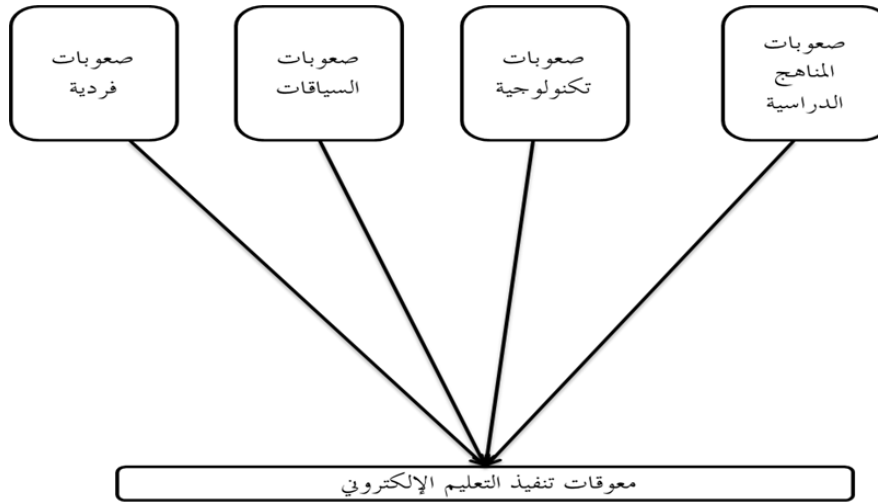 صعوبات
المناهج
الدراسية
صعوبات
تكنولوجية
صعوبات
السياقات
صعوبات
فردية
معوقات تنفيذ التعليم الإلكتروني